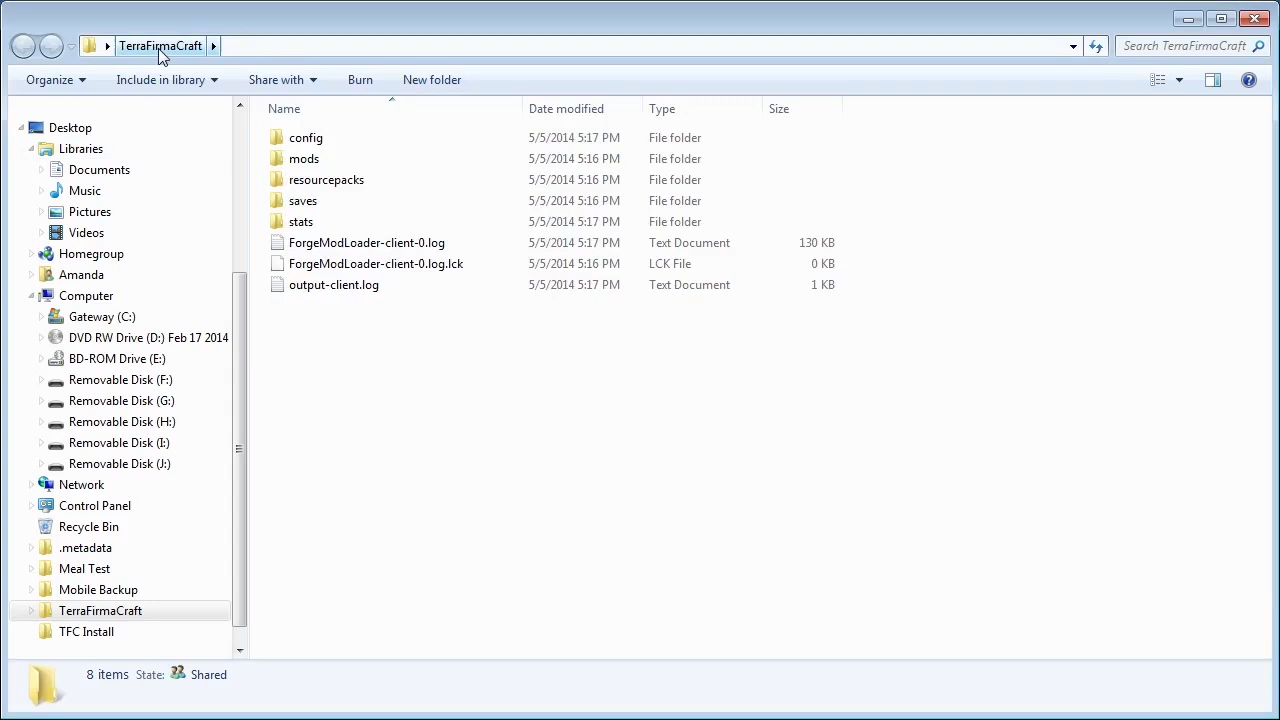 TerraFirmaCraft
Search TerraFirmaCraft
Organize Include in library Share with Burn New folder
Name Date modified Type Size
Desktop
Libraries
Documents
Music
Pictures
Videos
Homegroup
Amanda
Computer
Gateway (C:)
DVD RW Drive (D:) Feb 17 2014
BD-ROM Drive (E:)
Removable Disk (F:)
Removable Disk (G:)
Removable Disk (H:)
Removable Disk (I:)
Removable Disk (J:)
Network
Control Panel
Recycle Bin
.metadata
Meal Test
Mobile Backup
TerraFirmaCraft
TFC Install
config 5/5/2014 5:17 PM File folder
mods 5/5/2014 5:16 PM File folder
resourcepacks 5/5/2014 5:16 PM File folder
saves 5/5/2014 5:16 PM File folder
stats 5/5/2014 5:17 PM File folder
ForgeModLoader-client-0.log 5/5/2014 5:17 PM Text Document 130 KB
ForgeModLoader-client-0.log.lck 5/5/2014 5:16 PM LCK File 0 KB
output-client.log 5/5/2014 5:17 PM Text Document 1 KB
8 items State: Shared